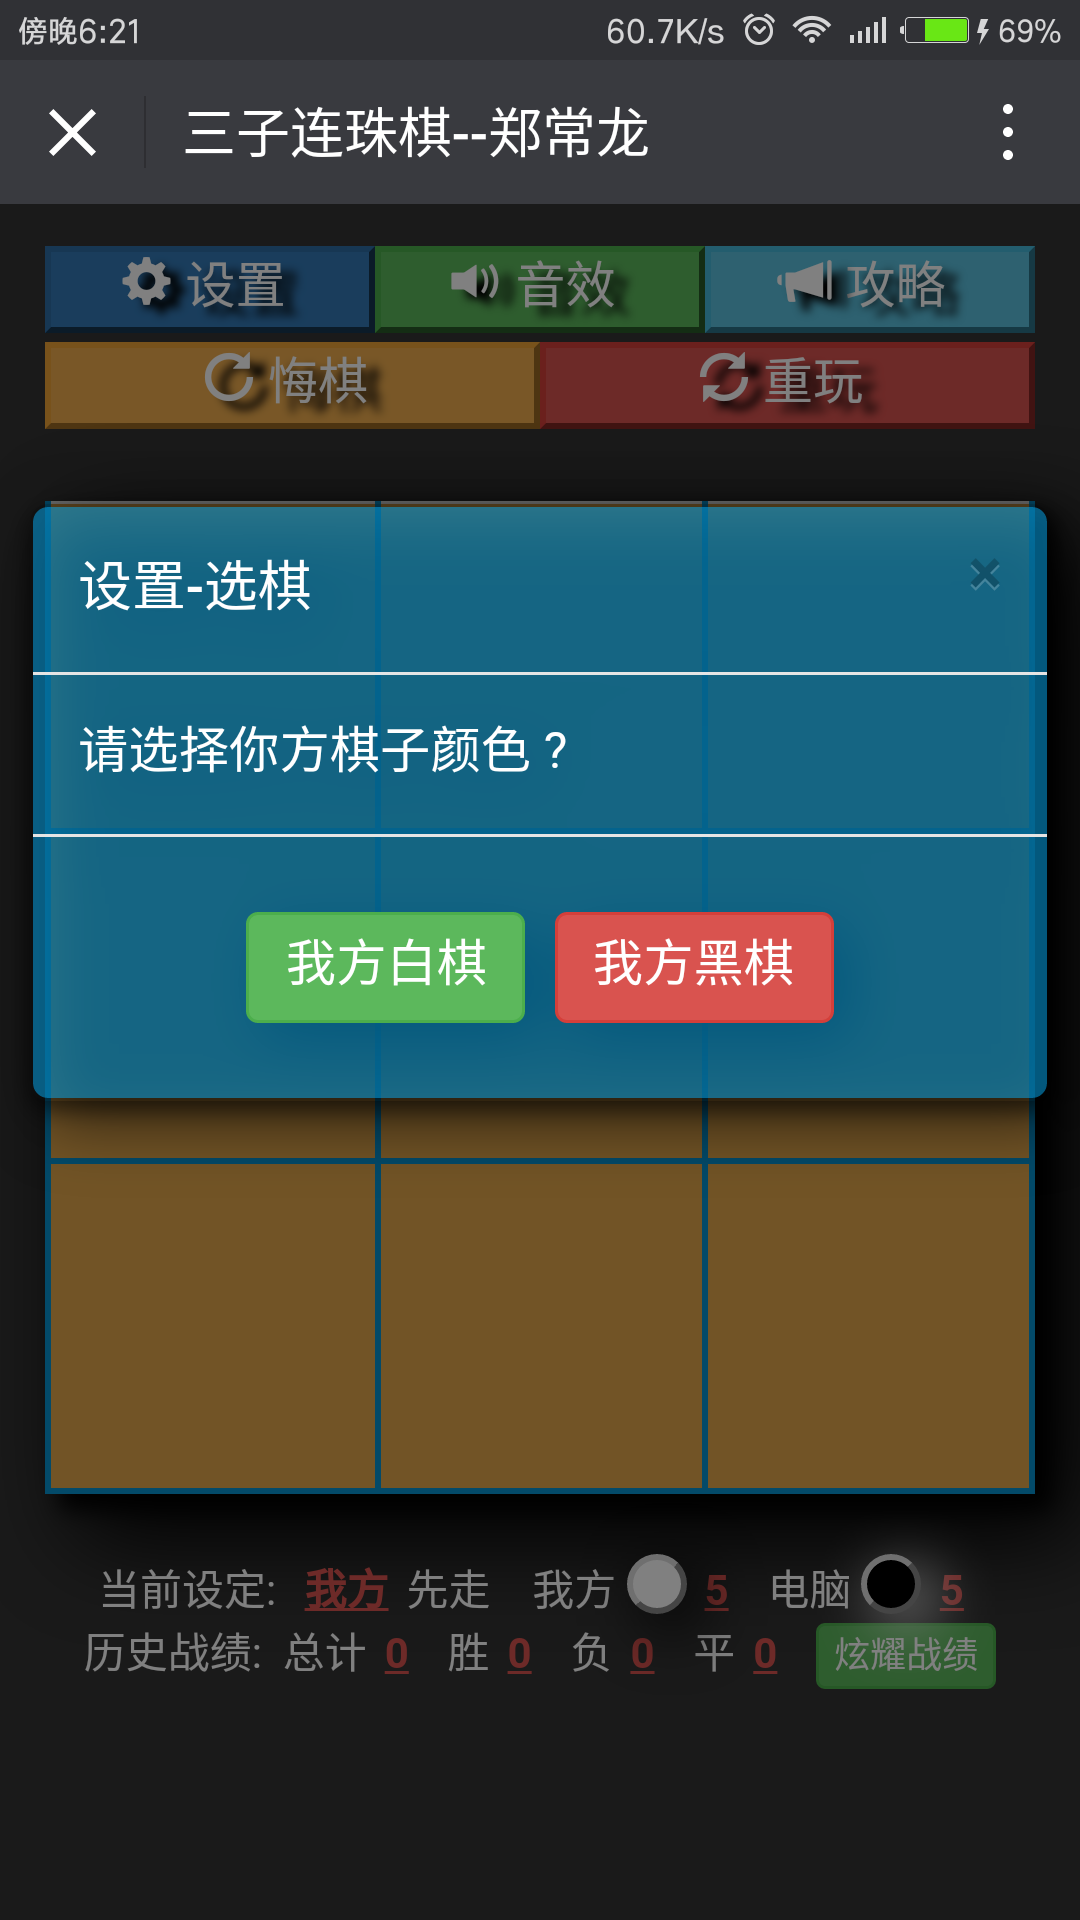 傍晚6:21 60.7K/s 69%
三子连珠棋--郑常龙
设置 音效 攻略
悔棋 重玩
设置-选棋 ×
请选择你方棋子颜色？
我方白棋 我方黑棋
当前设定: 我方 先走 我方 5 电脑 5
历史战绩: 总计 0 胜 0 负 0 平 0 炫耀战绩